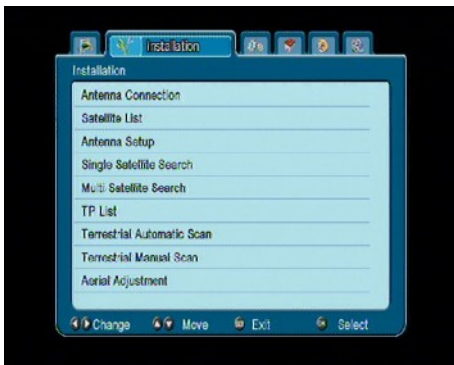 Installation
Installation
Antenna Connection
Satellite List
Antenna Setup
Single Satellite Search
Multi Satellite Search
TP List
Terrestrial Automatic Scan
Terrestrial Manual Scan
Aerial Adjustment
Change Move Exit Select